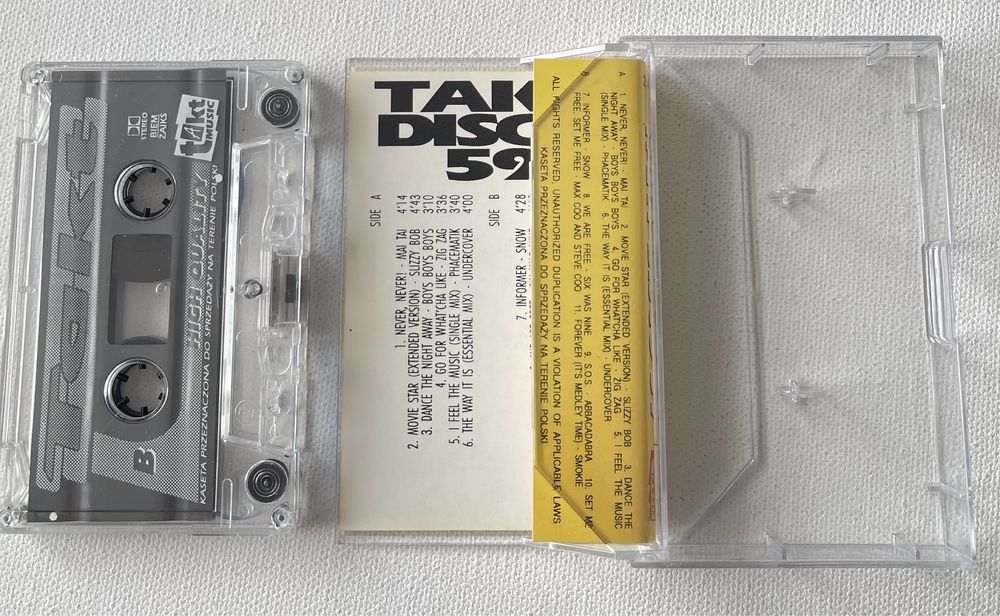 Takt
B
HIGH QUALITY
KASETA PRZEZNACZONA DO SPRZEDAŻY NA TERENIE POLSKI
STEREO
BIEM
ZAIKS
takt
MUSIC
TAK
DISC
59
SIDE A
1. NEVER, NEVER! - MAI TAI 4'14
2. MOVIE STAR (EXTENDED VERSION) - SLIZZY BOB 4'43
3. DANCE THE NIGHT AWAY - BOYS BOYS BOYS 3'10
4. GO FOR WHAT'CHA LIKE - ZIG ZAG 3'36
5. I FEEL THE MUSIC (SINGLE MIX) - PHACEMATIK 3'40
6. THE WAY IT IS (ESSENTIAL MIX) - UNDERCOVER 4'00
SIDE B
7. INFORMER - SNOW 4'28
A 1. NEVER, NEVER! - MAI TAI 2. MOVIE STAR (EXTENDED VERSION) - SLIZZY BOB 3. DANCE THE
NIGHT AWAY - BOYS BOYS BOYS 4. GO FOR WHAT'CHA LIKE - ZIG ZAG 5. I FEEL THE MUSIC
(SINGLE MIX) - PHACEMATIK 6. THE WAY IT IS (ESSENTIAL MIX) - UNDERCOVER
B 7. INFORMER - SNOW 8. WE ARE FREE - SIX WAS NINE 9. S.O.S. - ABBACADABRA 10. SET ME
FREE, SET ME FREE - MAX COO AND STEVE COO 11. FOREVER (IT'S MEDLEY TIME) - SMOKIE
ALL RIGHTS RESERVED. UNAUTHORIZED DUPLICATION IS A VIOLATION OF APPLICABLE LAWS
KASETA PRZEZNACZONA DO SPRZEDAŻY NA TERENIE POLSKI